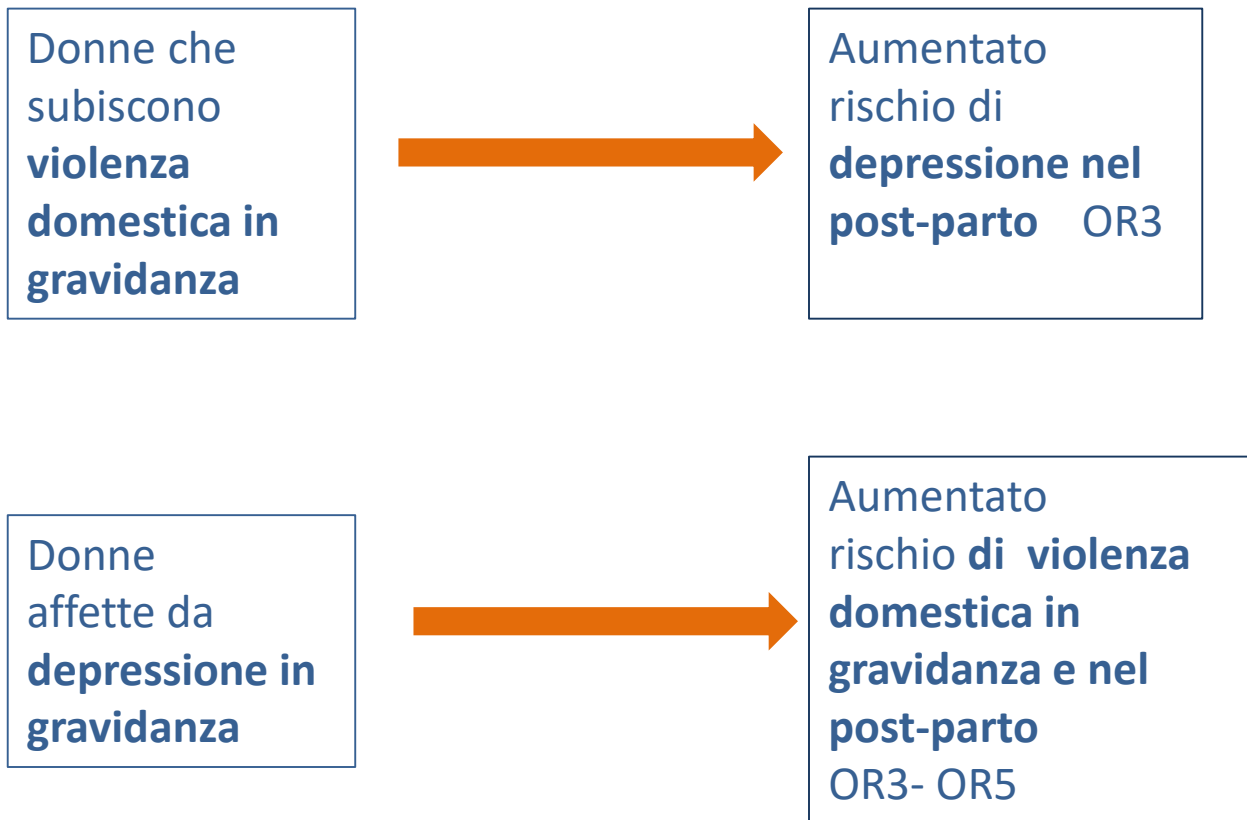 Donne che
subiscono
violenza
domestica in
gravidanza
Aumentato
rischio di
depressione nel
post-parto OR3
Donne
affette da
depressione in
gravidanza
Aumentato
rischio di violenza
domestica in
gravidanza e nel
post-parto
OR3- OR5